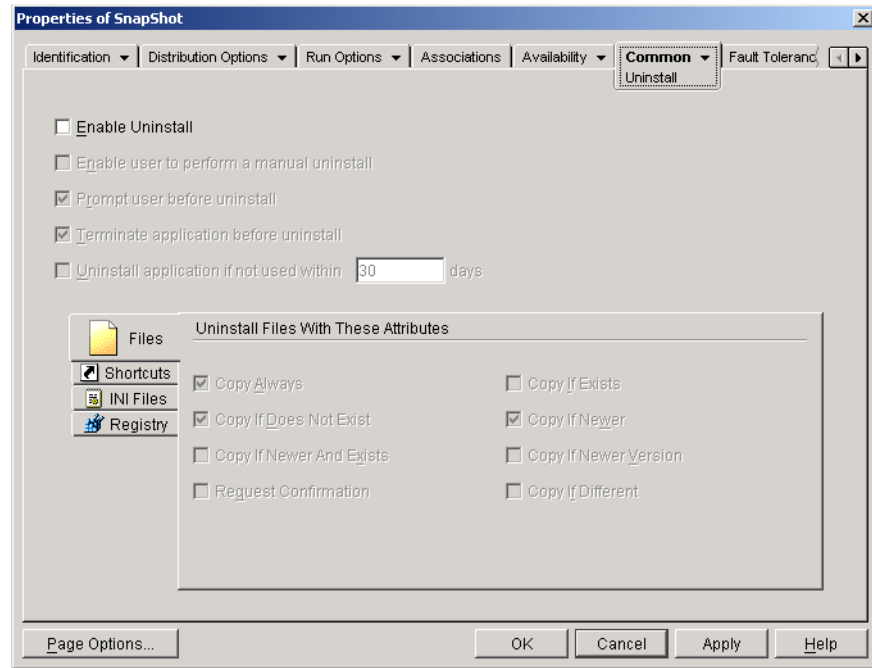 Properties of SnapShot
Identification Distribution Options Run Options Associations Availability Common Fault Toleranc
Uninstall
Enable Uninstall
Enable user to perform a manual uninstall
Prompt user before uninstall
Terminate application before uninstall
Uninstall application if not used within 30 days
Files
Shortcuts
INI Files
Registry
Uninstall Files With These Attributes
Copy Always Copy If Exists
Copy If Does Not Exist Copy If Newer
Copy If Newer And Exists Copy If Newer Version
Request Confirmation Copy If Different
Page Options... OK Cancel Apply Help